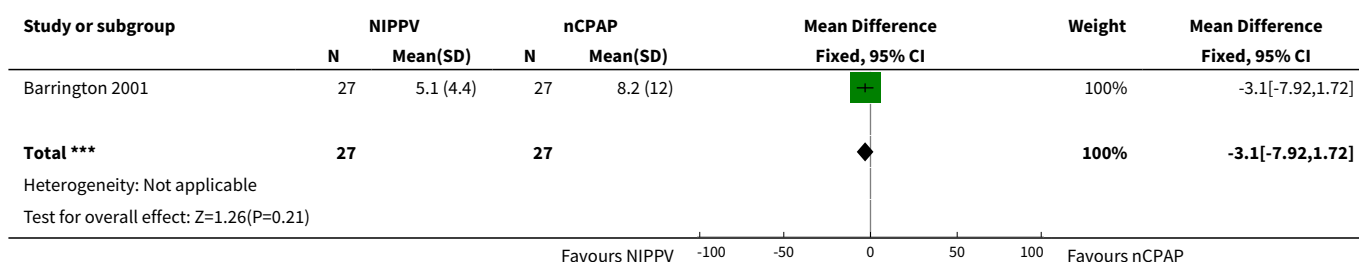 Study or subgroup NIPPV nCPAP Mean Difference Weight Mean Difference
N Mean(SD) N Mean(SD) Fixed, 95% CI Fixed, 95% CI
Barrington 2001 27 5.1 (4.4) 27 8.2 (12) 100% -3.1[-7.92,1.72]
Total *** 27 27 100% -3.1[-7.92,1.72]
Heterogeneity: Not applicable
Test for overall effect: Z=1.26(P=0.21)
Favours NIPPV -100 -50 0 50 100 Favours nCPAP